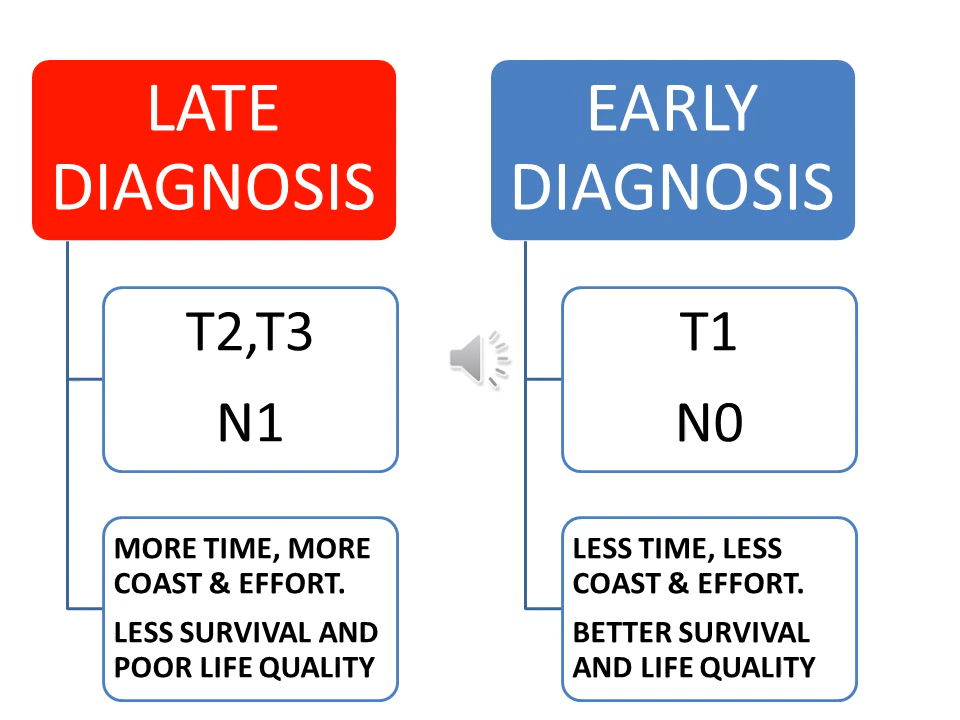 LATE
DIAGNOSIS
T2,T3
N1
MORE TIME, MORE
COAST & EFFORT.
LESS SURVIVAL AND
POOR LIFE QUALITY
EARLY
DIAGNOSIS
T1
N0
LESS TIME, LESS
COAST & EFFORT.
BETTER SURVIVAL
AND LIFE QUALITY